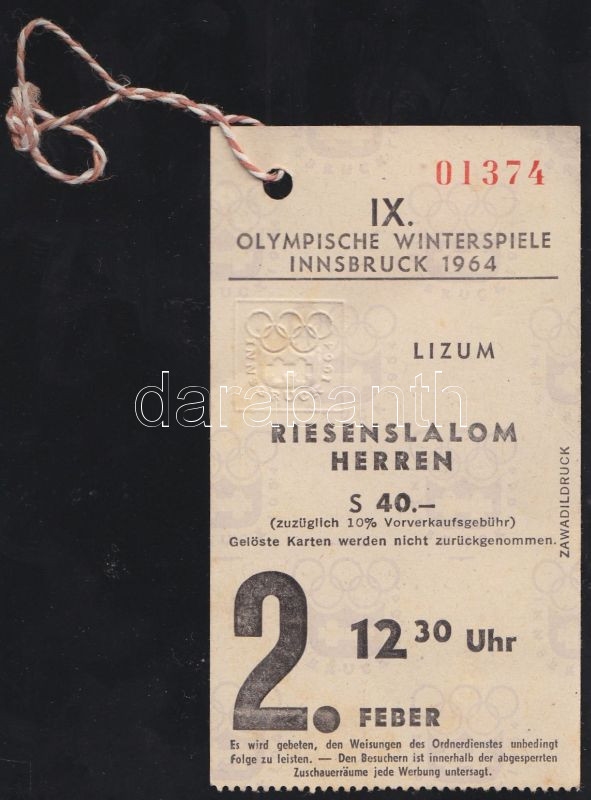 01374
IX.
OLYMPISCHE WINTERSPIELE
INNSBRUCK 1964
LIZUM
RIESENSLALOM
HERREN
S 40.–
(zuzüglich 10% Vorverkaufsgebühr)
Gelöste Karten werden nicht zurückgenommen.
ZAWADILDRUCK
2. FEBER
12 30 Uhr
Es wird gebeten, den Weisungen des Ordnerdienstes unbedingt
Folge zu leisten. — Den Besuchern ist innerhalb der abgesperrten
Zuschauerräume jede Werbung untersagt.
darabanth